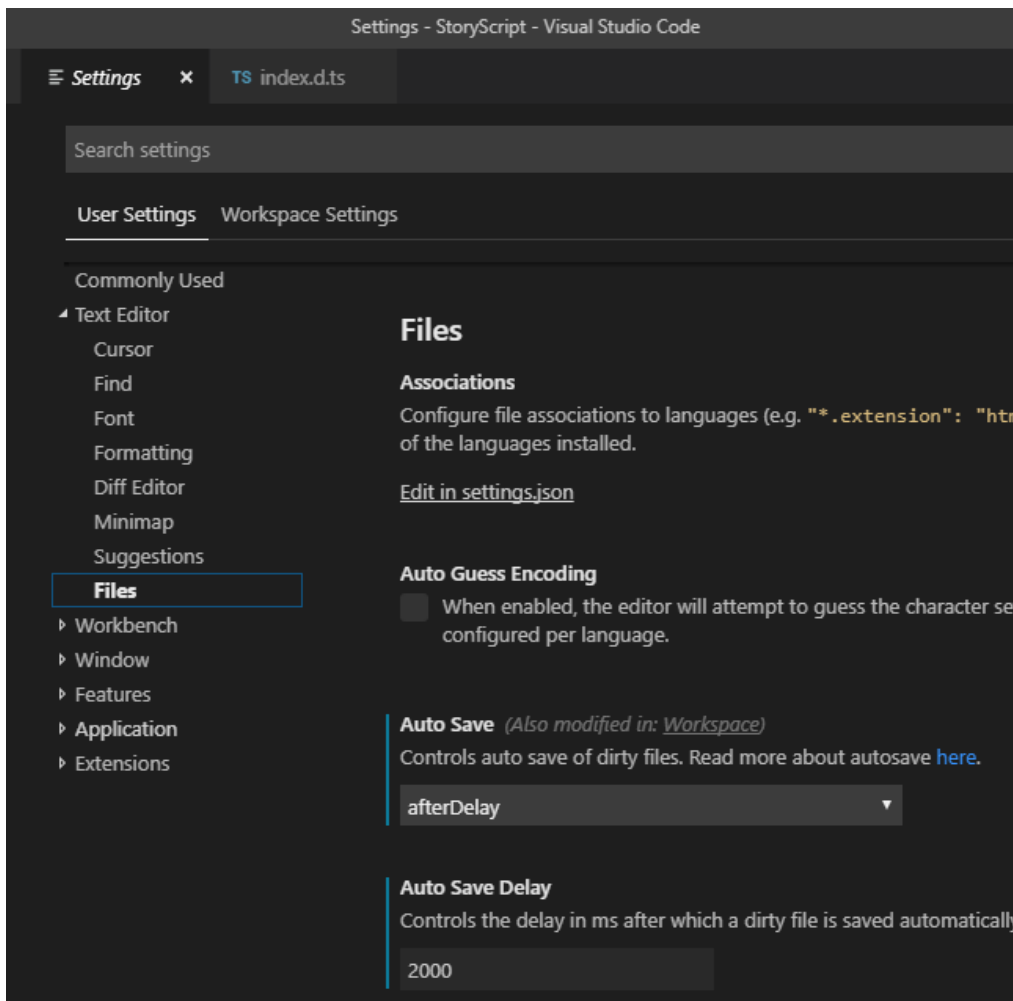 Settings - StoryScript - Visual Studio Code
Settings × TS index.d.ts
Search settings
User Settings Workspace Settings
Commonly Used
Text Editor
Cursor
Find
Font
Formatting
Diff Editor
Minimap
Suggestions
Files
Workbench
Window
Features
Application
Extensions
Files
Associations
Configure file associations to languages (e.g. "*.extension": "htm
of the languages installed.
Edit in settings.json
Auto Guess Encoding
When enabled, the editor will attempt to guess the character se
configured per language.
Auto Save (Also modified in: Workspace)
Controls auto save of dirty files. Read more about autosave here.
afterDelay
Auto Save Delay
Controls the delay in ms after which a dirty file is saved automatically
2000